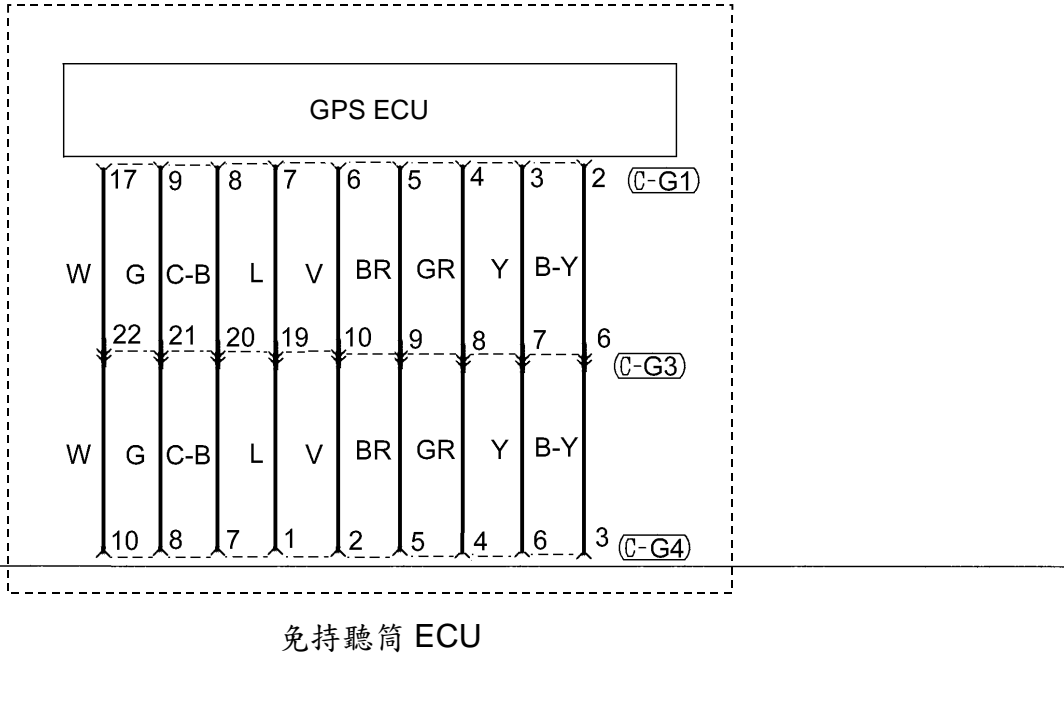 GPS ECU
17 9 8 7 6 5 4 3 2 C-G1
W G C-B L V BR GR Y B-Y
22 21 20 19 10 9 8 7 6
C-G3
W G C-B L V BR GR Y B-Y
10 8 7 1 2 5 4 6 3 C-G4
免持聽筒 ECU